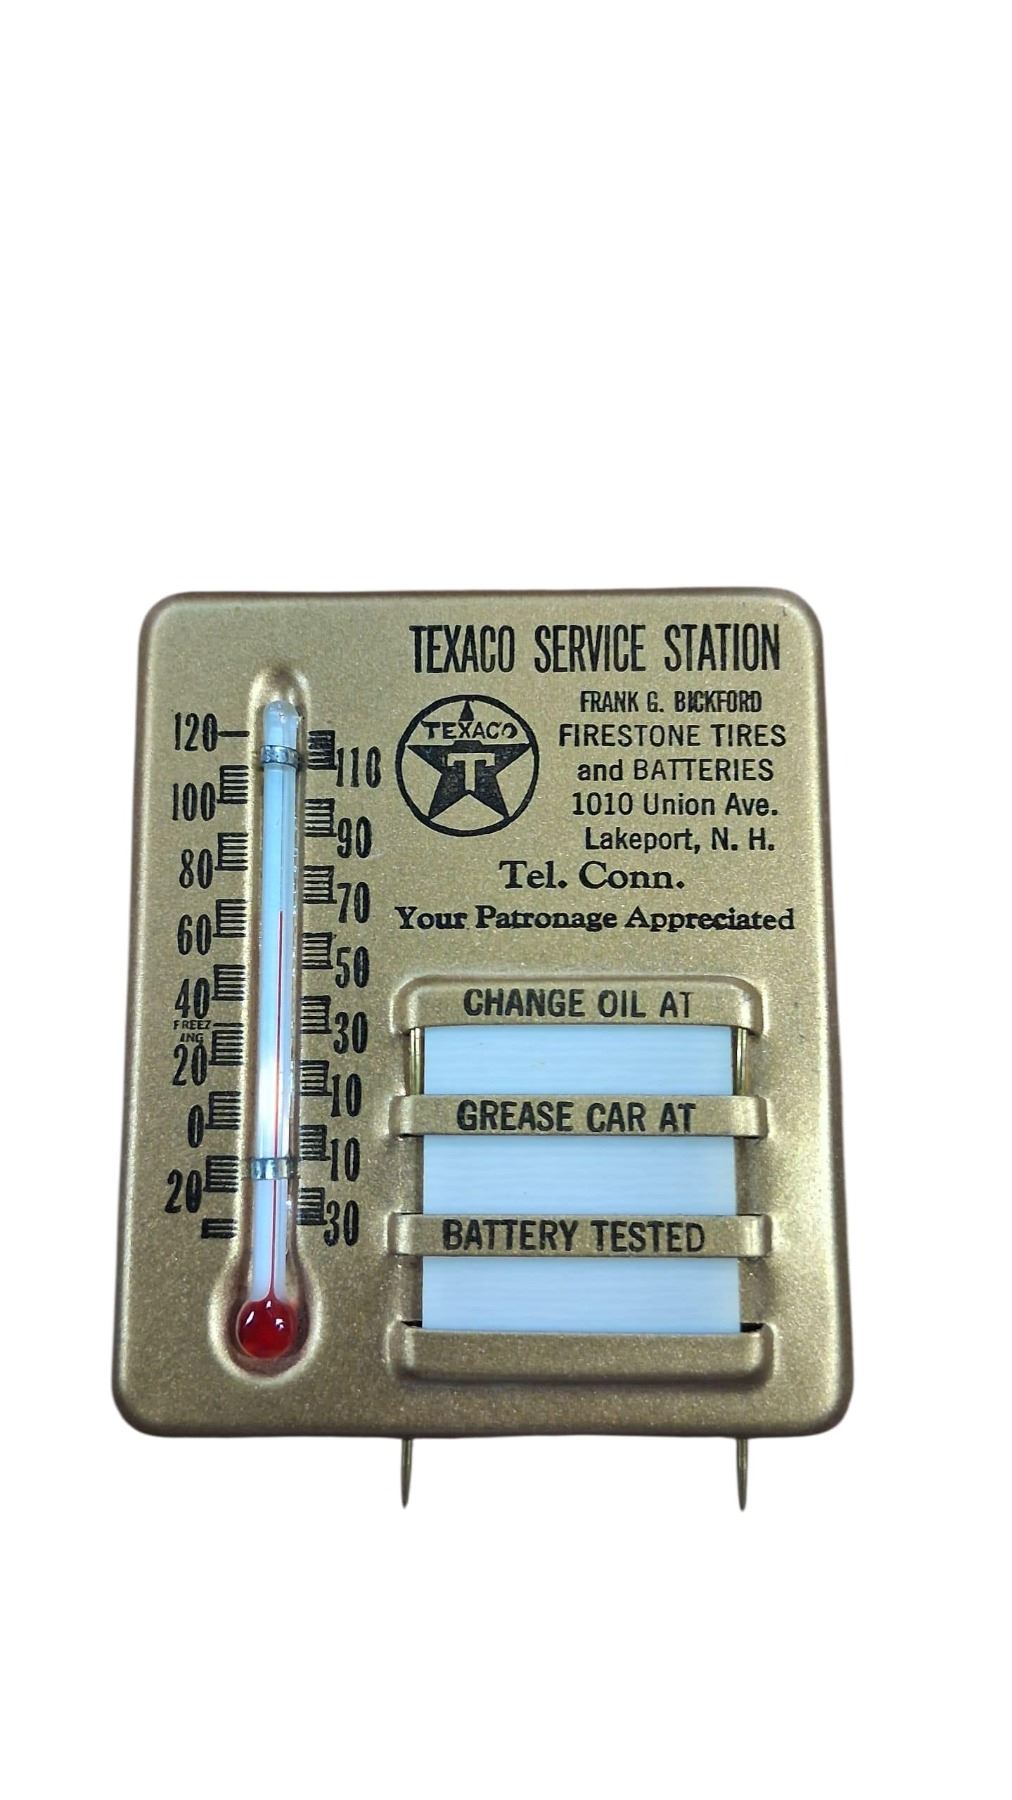 TEXACO SERVICE STATION
FRANK G. BICKFORD
TEXACO
T
FIRESTONE TIRES
and BATTERIES
1010 Union Ave.
Lakeport, N. H.
Tel. Conn.
Your Patronage Appreciated
120
110
100
90
80
70
60
50
40
FREEZ
ING
30
20
10
0
10
20
30
CHANGE OIL AT
GREASE CAR AT
BATTERY TESTED